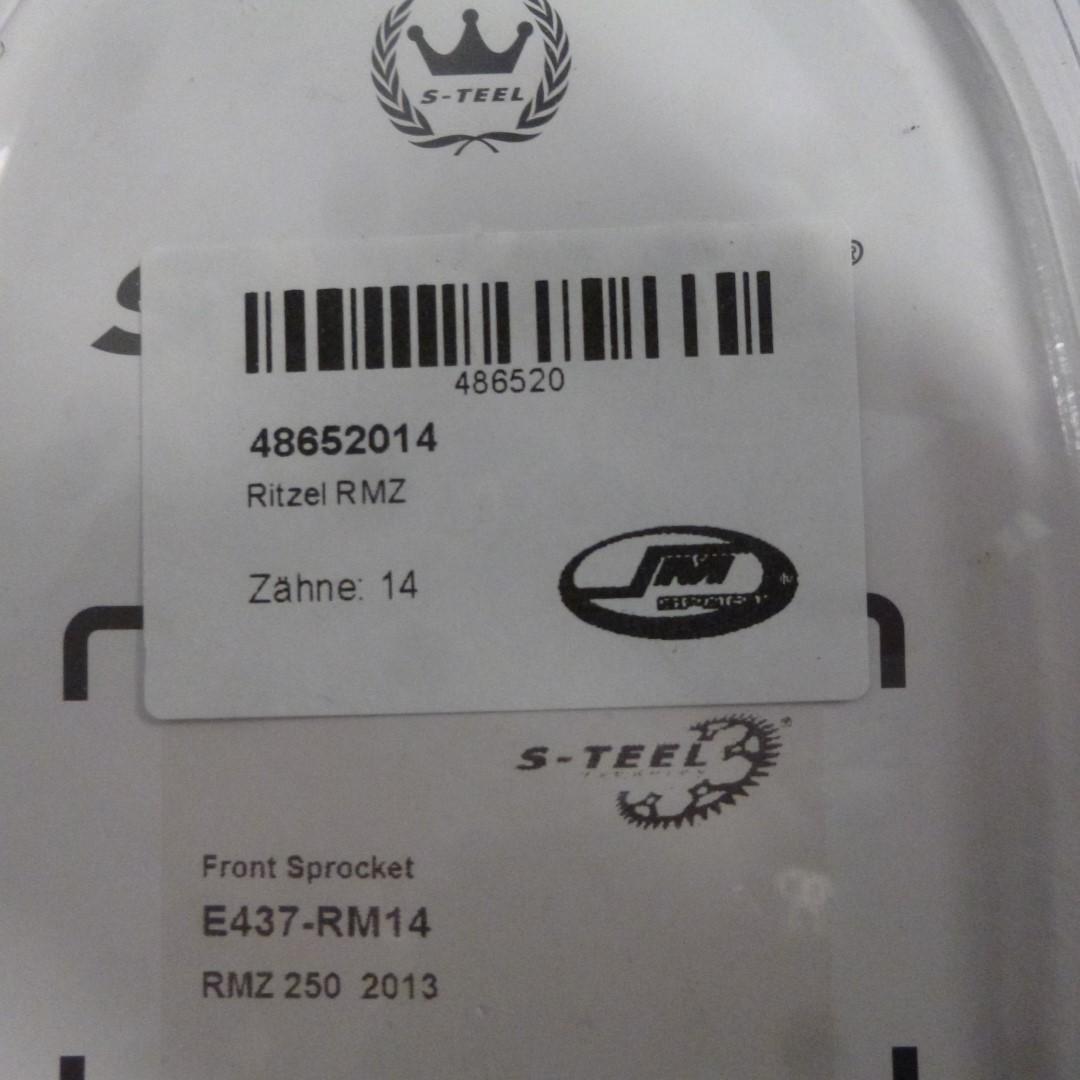 S-TEEL
S
®
486520
48652014
Ritzel RMZ
Zähne: 14
S-TEEL
Front Sprocket
E437-RM14
RMZ 250 2013